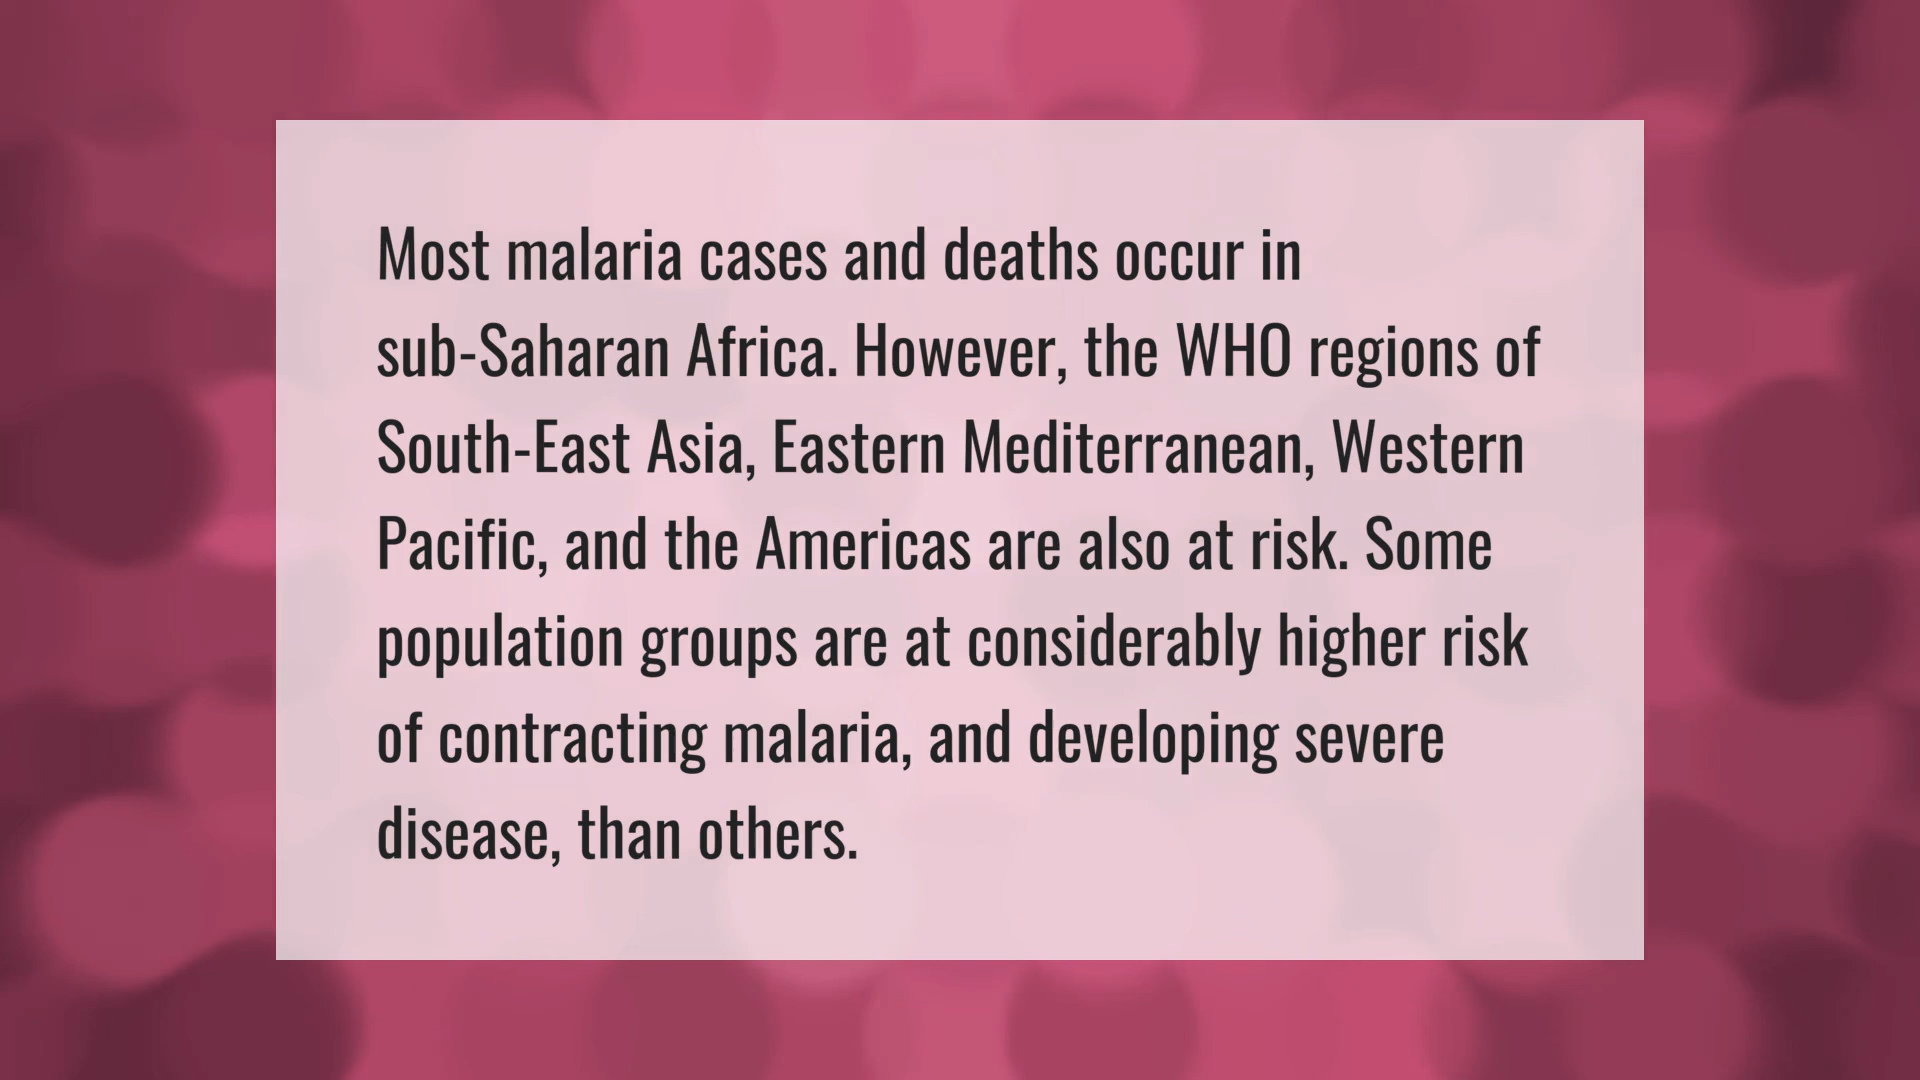 Most malaria cases and deaths occur in
sub-Saharan Africa. However, the WHO regions of
South-East Asia, Eastern Mediterranean, Western
Pacific, and the Americas are also at risk. Some
population groups are at considerably higher risk
of contracting malaria, and developing severe
disease, than others.